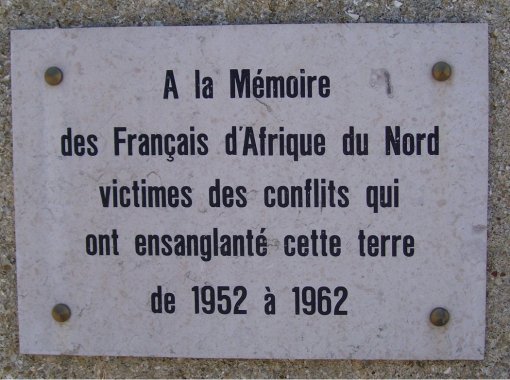 A la Mémoire
des Français d'Afrique du Nord
victimes des conflits qui
ont ensanglanté cette terre
de 1952 à 1962